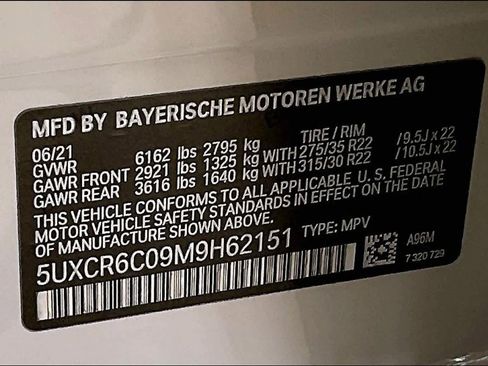 MFD BY BAYERISCHE MOTOREN WERKE AG
06/21 TIRE / RIM
GVWR 6162 lbs 2795 kg
GAWR FRONT 2921 lbs 1325 kg WITH 275/35 R22 / 9.5J x 22
GAWR REAR 3616 lbs 1640 kg WITH 315/30 R22 / 10.5J x 22
THIS VEHICLE CONFORMS TO ALL APPLICABLE U.S. FEDERAL
MOTOR VEHICLE SAFETY STANDARDS IN EFFECT ON THE DATE
OF MANUFACTURE SHOWN ABOVE.
5UXCR6C09M9H62151 TYPE: MPV
A96M
7 320 729